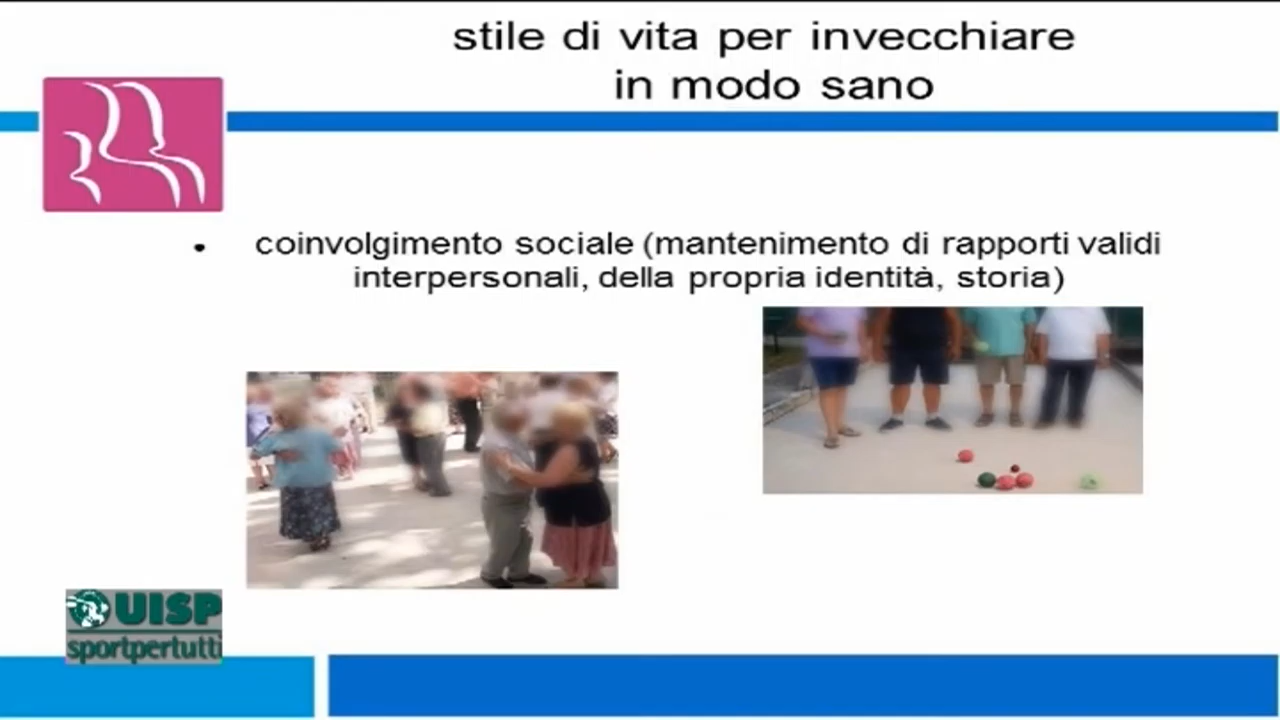 stile di vita per invecchiare
in modo sano
• coinvolgimento sociale (mantenimento di rapporti validi
interpersonali, della propria identità, storia)
UISP
sportpertutti